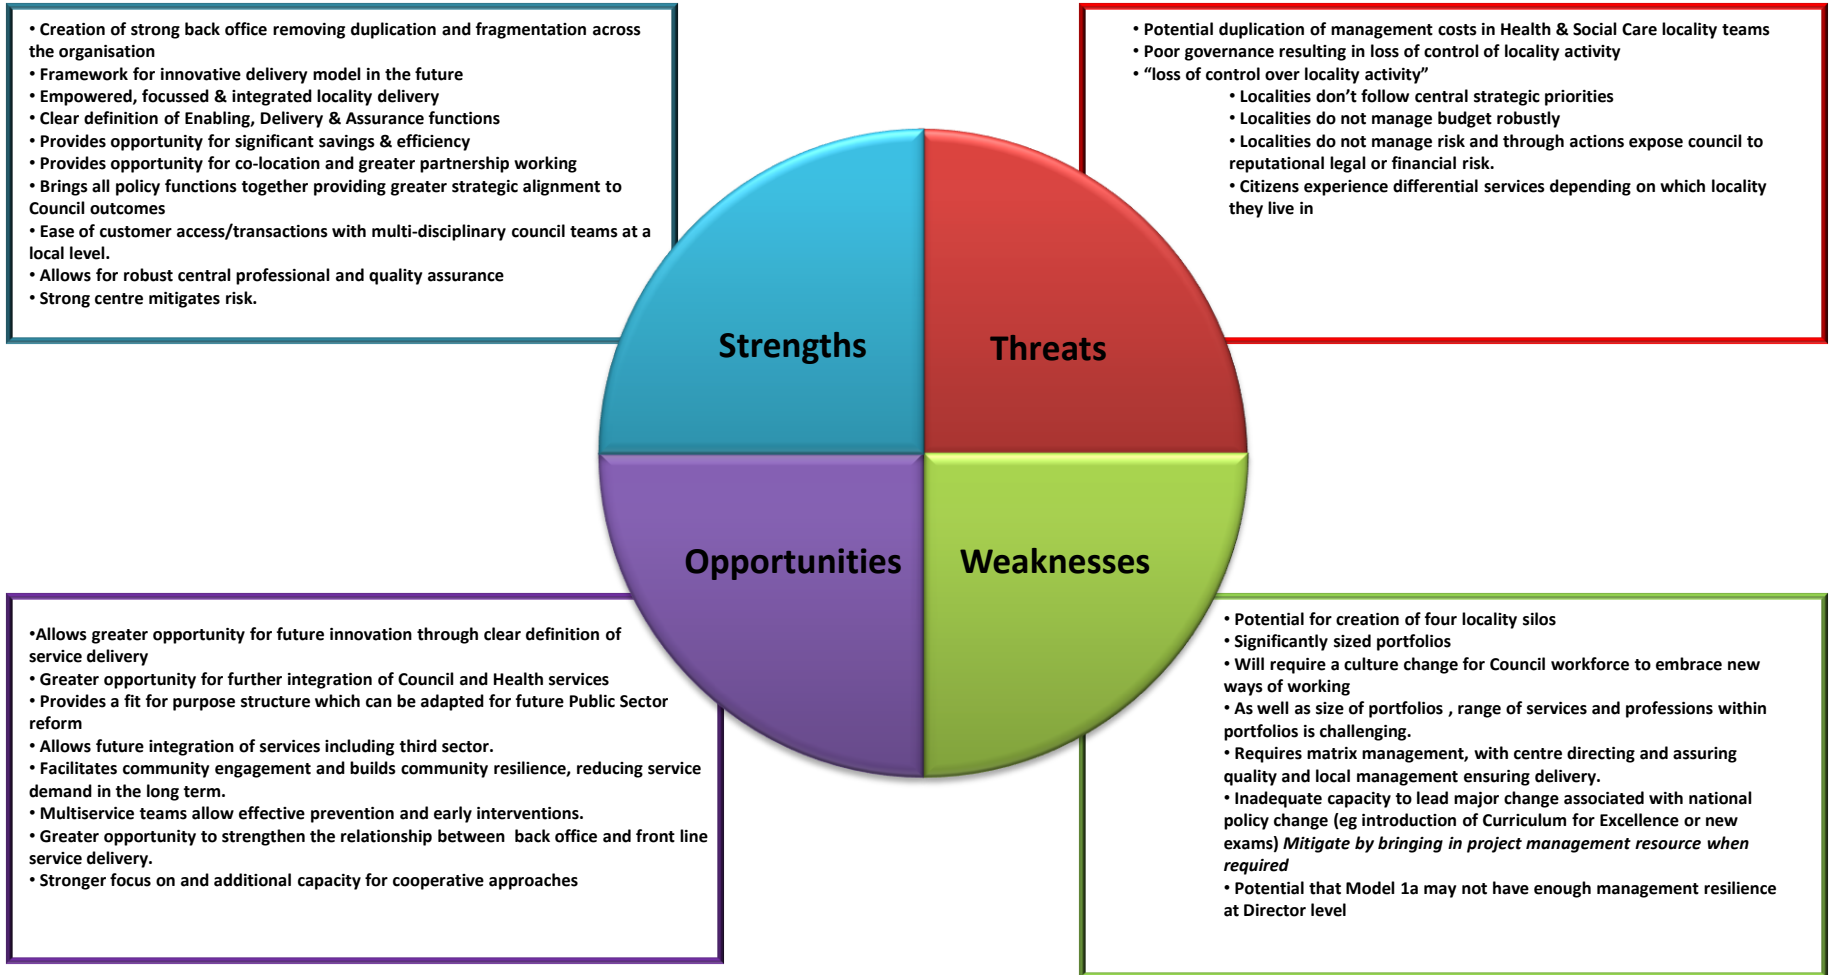 • Creation of strong back office removing duplication and fragmentation across
the organisation
• Framework for innovative delivery model in the future
• Empowered, focussed & integrated locality delivery
• Clear definition of Enabling, Delivery & Assurance functions
• Provides opportunity for significant savings & efficiency
• Provides opportunity for co-location and greater partnership working
• Brings all policy functions together providing greater strategic alignment to
Council outcomes
• Ease of customer access/transactions with multi-disciplinary council teams at a
local level.
• Allows for robust central professional and quality assurance
• Strong centre mitigates risk.
• Potential duplication of management costs in Health & Social Care locality teams
• Poor governance resulting in loss of control of locality activity
• “loss of control over locality activity”
• Localities don’t follow central strategic priorities
• Localities do not manage budget robustly
• Localities do not manage risk and through actions expose council to
reputational legal or financial risk.
• Citizens experience differential services depending on which locality
they live in
Strengths
Threats
Opportunities
Weaknesses
•Allows greater opportunity for future innovation through clear definition of
service delivery
• Greater opportunity for further integration of Council and Health services
• Provides a fit for purpose structure which can be adapted for future Public Sector
reform
• Allows future integration of services including third sector.
• Facilitates community engagement and builds community resilience, reducing service
demand in the long term.
• Multiservice teams allow effective prevention and early interventions.
• Greater opportunity to strengthen the relationship between back office and front line
service delivery.
• Stronger focus on and additional capacity for cooperative approaches
• Potential for creation of four locality silos
• Significantly sized portfolios
• Will require a culture change for Council workforce to embrace new
ways of working
• As well as size of portfolios , range of services and professions within
portfolios is challenging.
• Requires matrix management, with centre directing and assuring
quality and local management ensuring delivery.
• Inadequate capacity to lead major change associated with national
policy change (eg introduction of Curriculum for Excellence or new
exams) Mitigate by bringing in project management resource when
required
• Potential that Model 1a may not have enough management resilience
at Director level